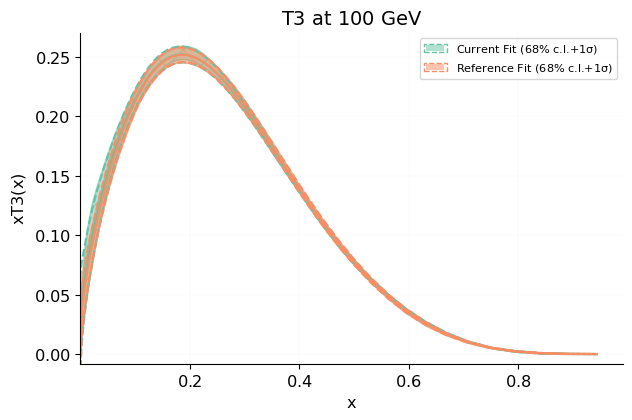 T3 at 100 GeV
Current Fit (68% c.l.+1σ)
Reference Fit (68% c.l.+1σ)
xT3(x)
0.25
0.20
0.15
0.10
0.05
0.00
0.2 0.4 0.6 0.8
x